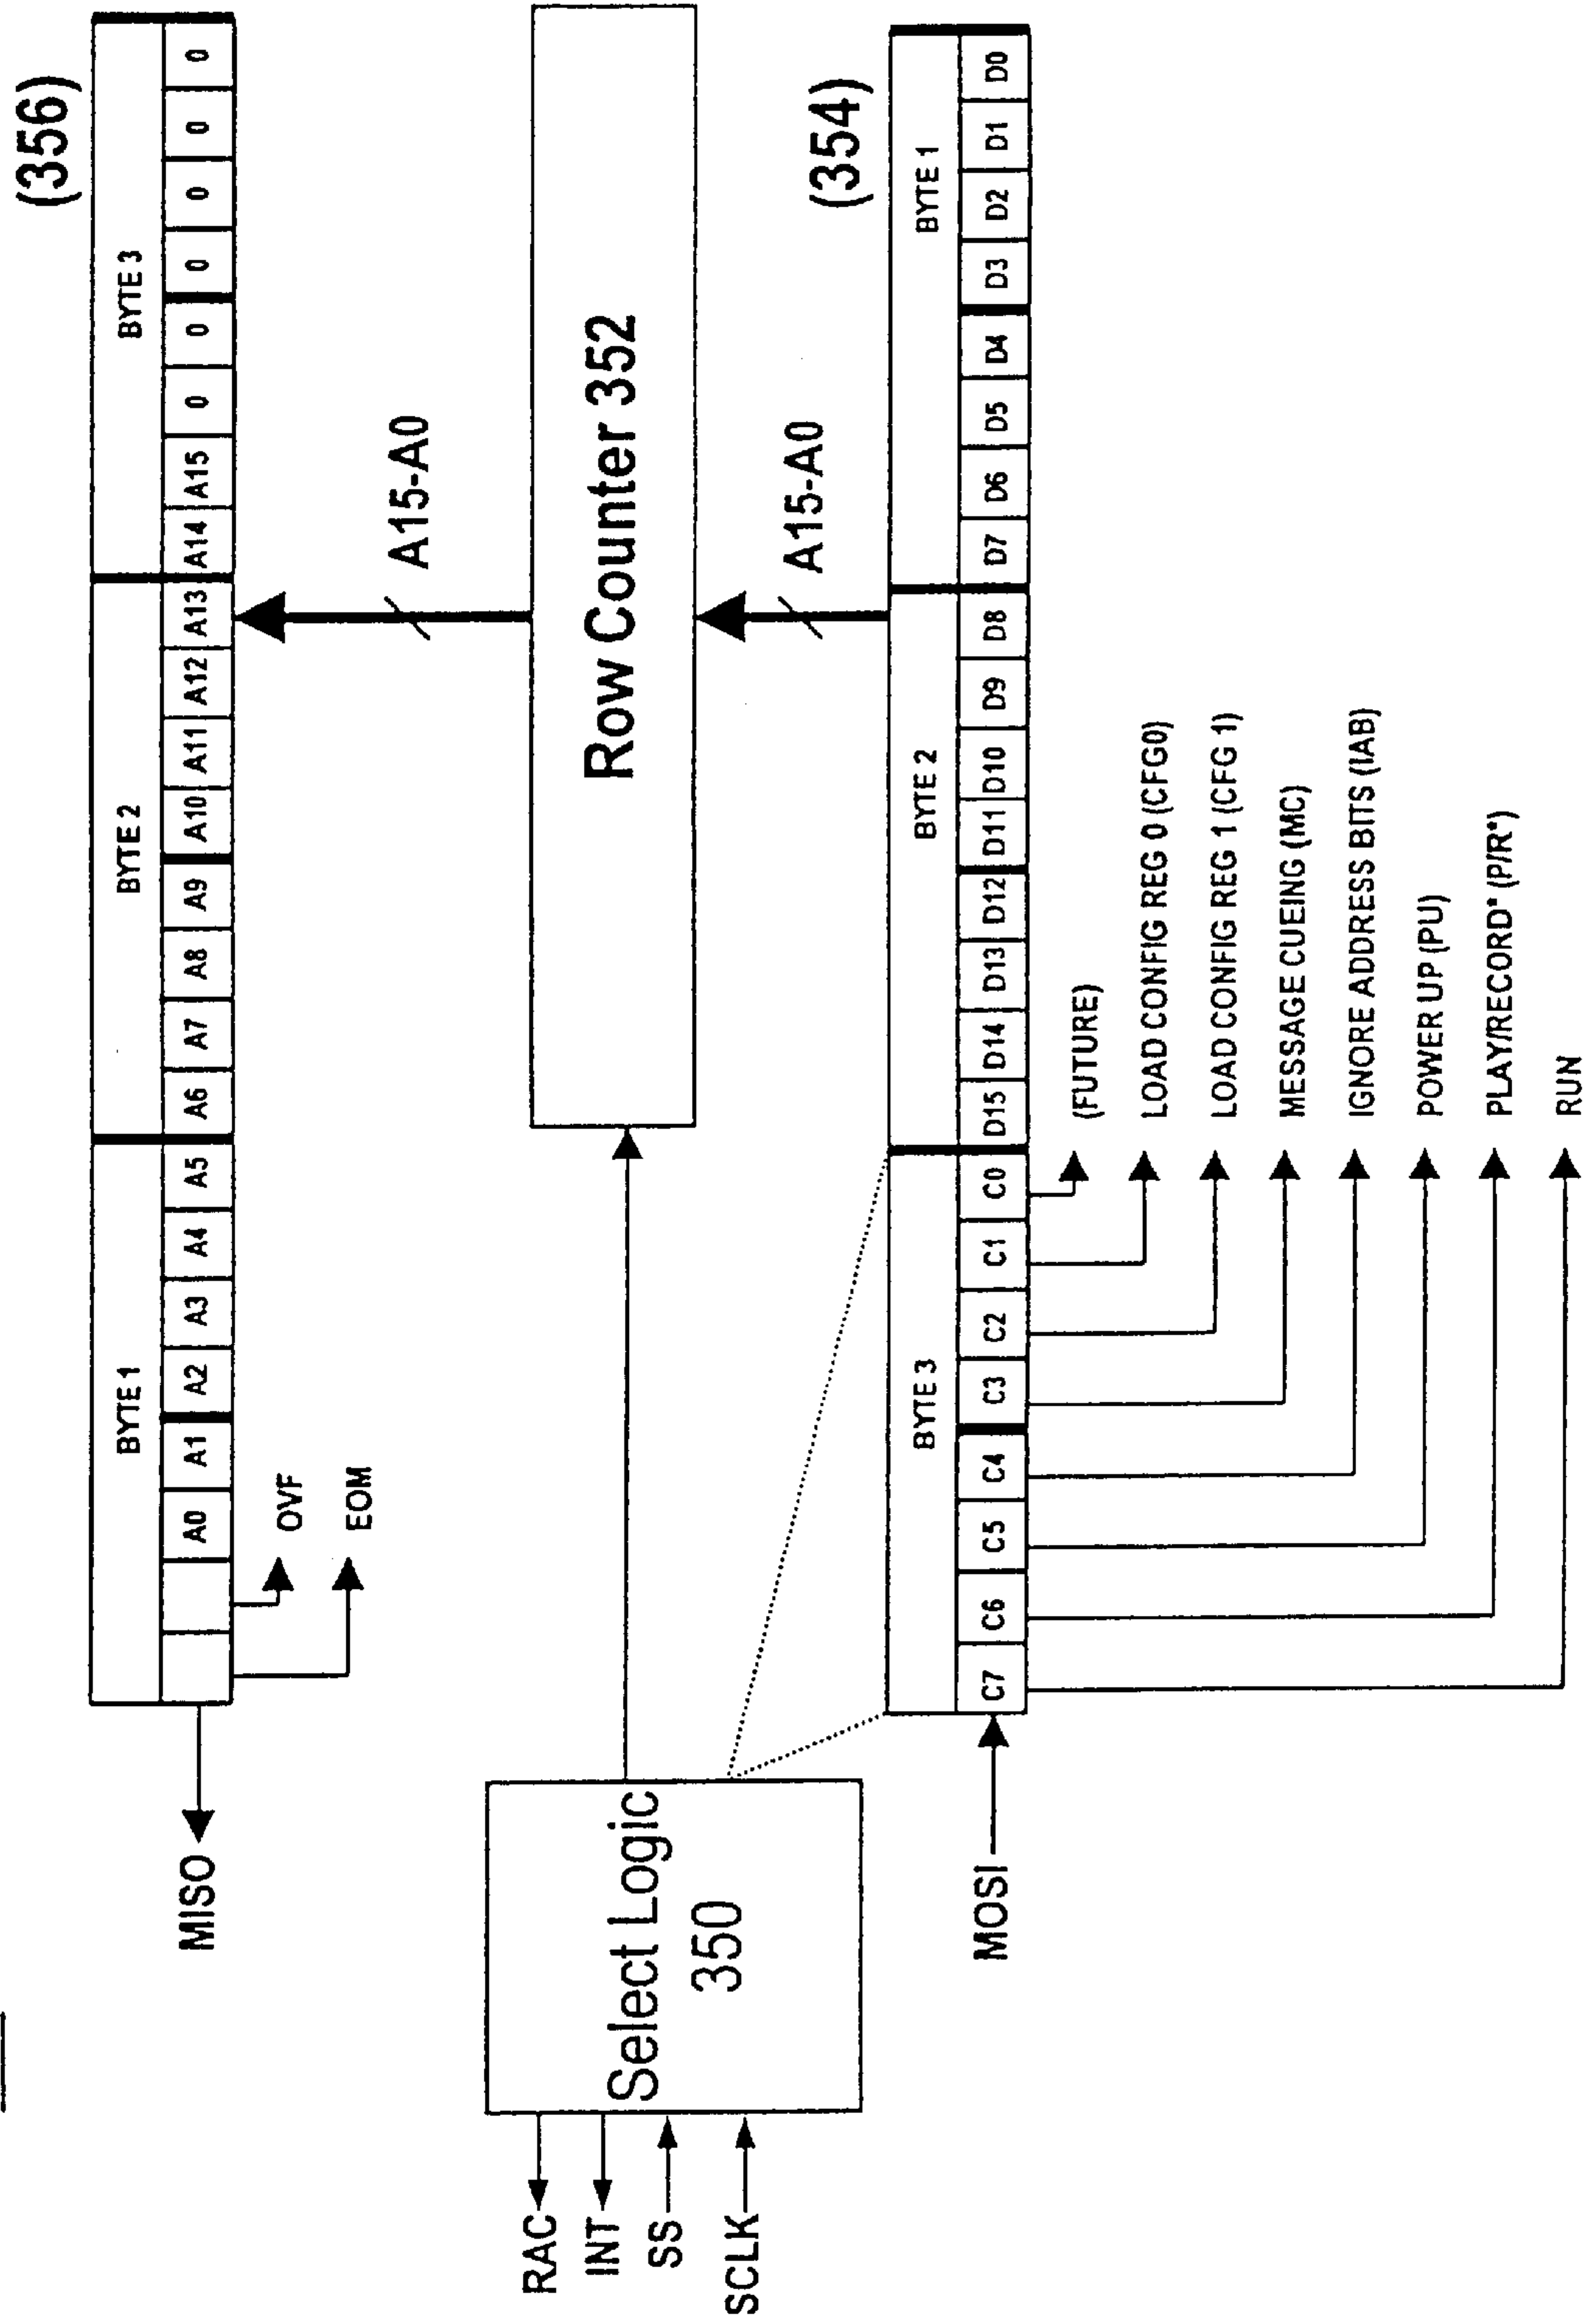 (356)
BYTE 1 BYTE 2 BYTE 3
A0 A1 A2 A3 A4 A5 A6 A7 A8 A9 A10 A11 A12 A13 A14 A15 0 0 0 0 0 0
MISO
OVF
EOM
A15-A0
Row Counter 352
Select Logic
350
RAC
INT
SS
SCLK
A15-A0
(354)
BYTE 3 BYTE 2 BYTE 1
C7 C6 C5 C4 C3 C2 C1 C0 D15 D14 D13 D12 D11 D10 D9 D8 D7 D6 D5 D4 D3 D2 D1 D0
MOSI
(FUTURE)
LOAD CONFIG REG 0 (CFG0)
LOAD CONFIG REG 1 (CFG 1)
MESSAGE CUEING (MC)
IGNORE ADDRESS BITS (IAB)
POWER UP (PU)
PLAY/RECORD* (P/R*)
RUN